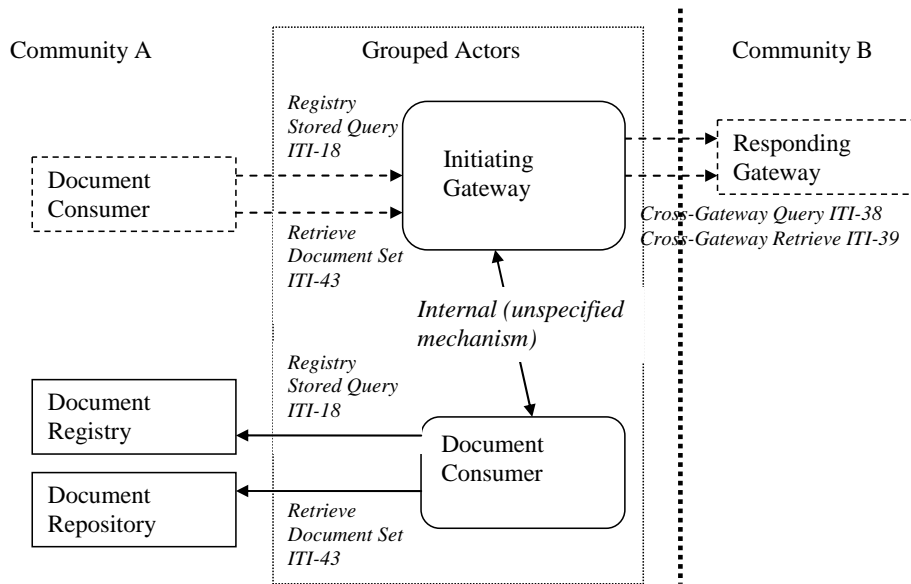 Community A
Grouped Actors
Community B
Registry
Stored Query
ITI-18
Initiating
Gateway
Responding
Gateway
Document
Consumer
Cross-Gateway Query ITI-38
Cross-Gateway Retrieve ITI-39
Retrieve
Document Set
ITI-43
Internal (unspecified
mechanism)
Registry
Stored Query
ITI-18
Document
Registry
Document
Consumer
Document
Repository
Retrieve
Document Set
ITI-43